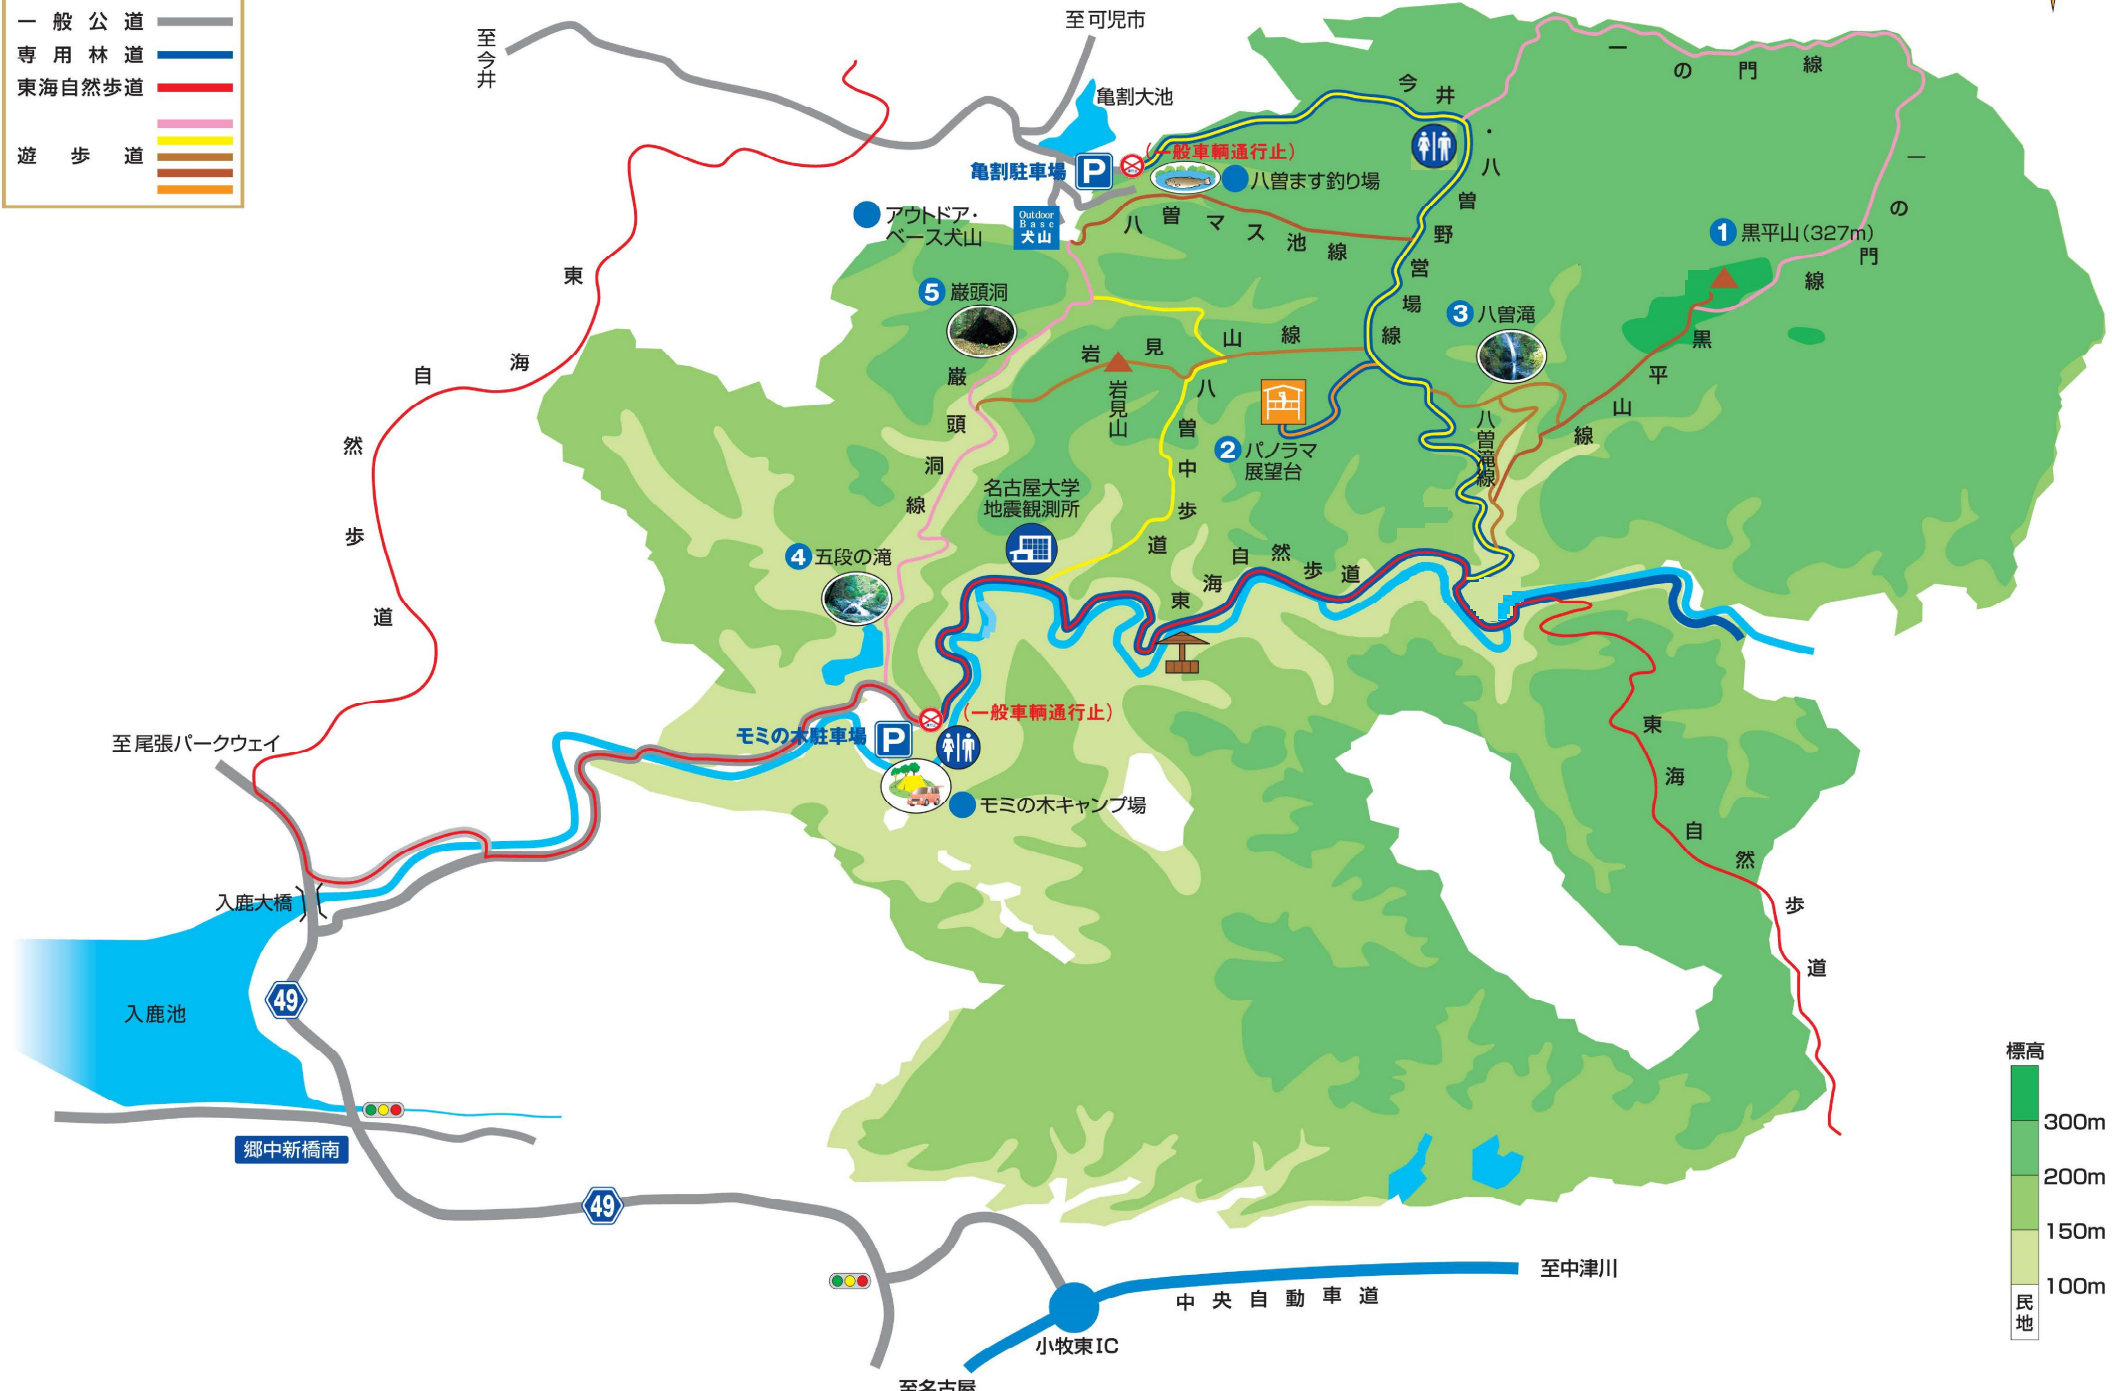 一般公道
専用林道
東海自然歩道
遊歩道
至今井
至可児市
亀割大池
亀割駐車場
P
(一般車輌通行止)
八曽ます釣り場
アウトドア・
ベース犬山
Outdoor
Base
犬山
八曽マス池線
今井・八曽野営場線
一の門線
一の門線
1 黒平山(327m)
黒平山線
3 八曽滝
八曽滝線
5 巌頭洞
巌頭洞線
岩見山線
岩見山
八曽中歩道
2 パノラマ
展望台
名古屋大学
地震観測所
4 五段の滝
東海自然歩道
東海自然歩道
東海自然歩道
(一般車輌通行止)
モミの木駐車場
P
モミの木キャンプ場
至尾張パークウェイ
入鹿大橋
入鹿池
49
郷中新橋南
49
中央自動車道
至中津川
小牧東IC
至名古屋
標高
300m
200m
150m
100m
民地